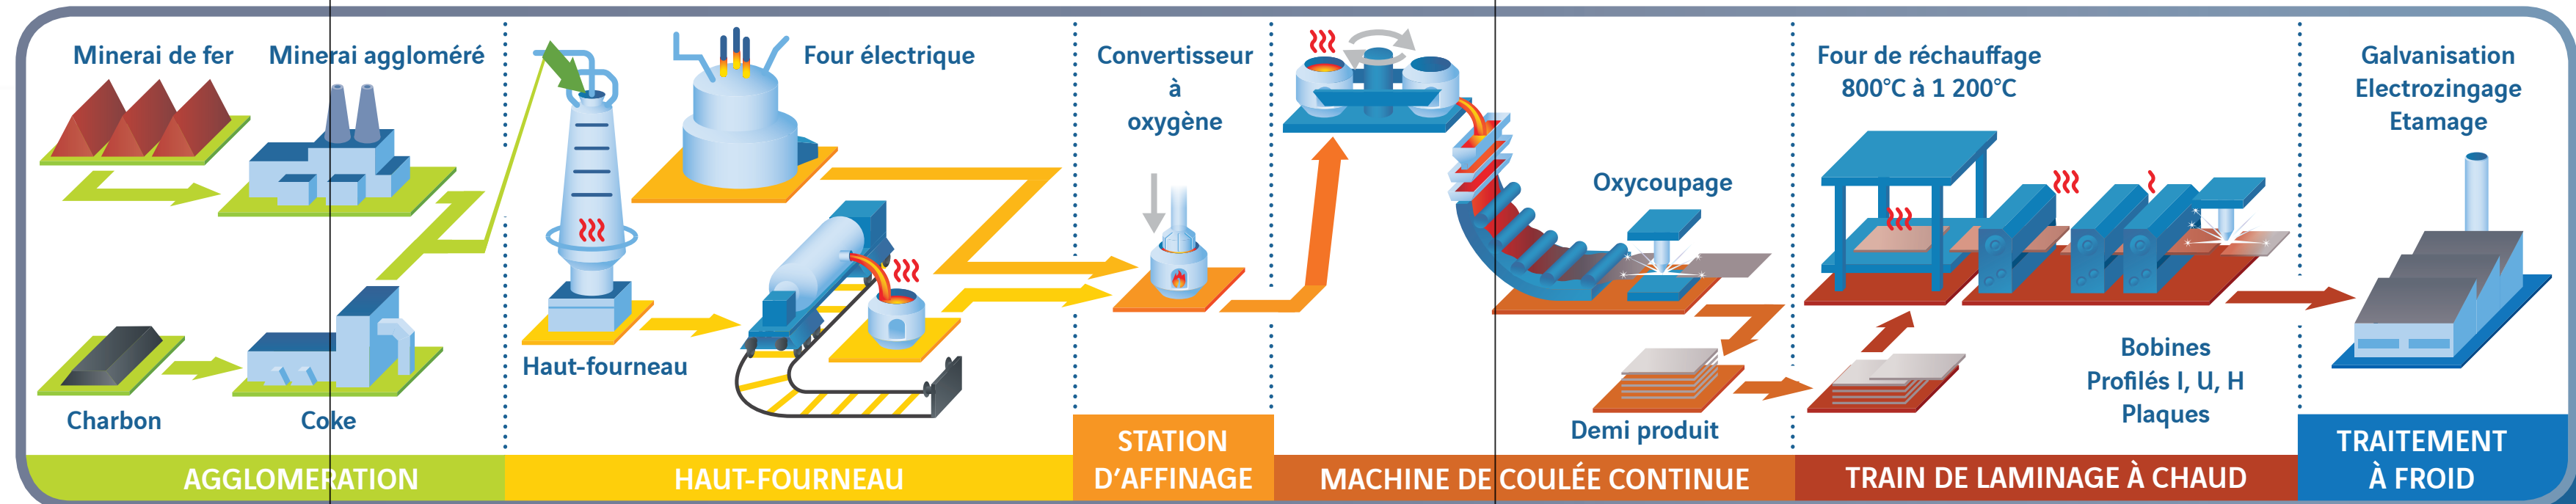 Minerai de fer
Minerai aggloméré
Charbon
Coke
AGGLOMERATION
Four électrique
Haut-fourneau
HAUT-FOURNEAU
Convertisseur
à
oxygène
STATION
D'AFFINAGE
Oxycoupage
Demi produit
MACHINE DE COULÉE CONTINUE
Four de réchauffage
800°C à 1 200°C
Bobines
Profilés I, U, H
Plaques
TRAIN DE LAMINAGE À CHAUD
Galvanisation
Electrozingage
Etamage
TRAITEMENT
À FROID